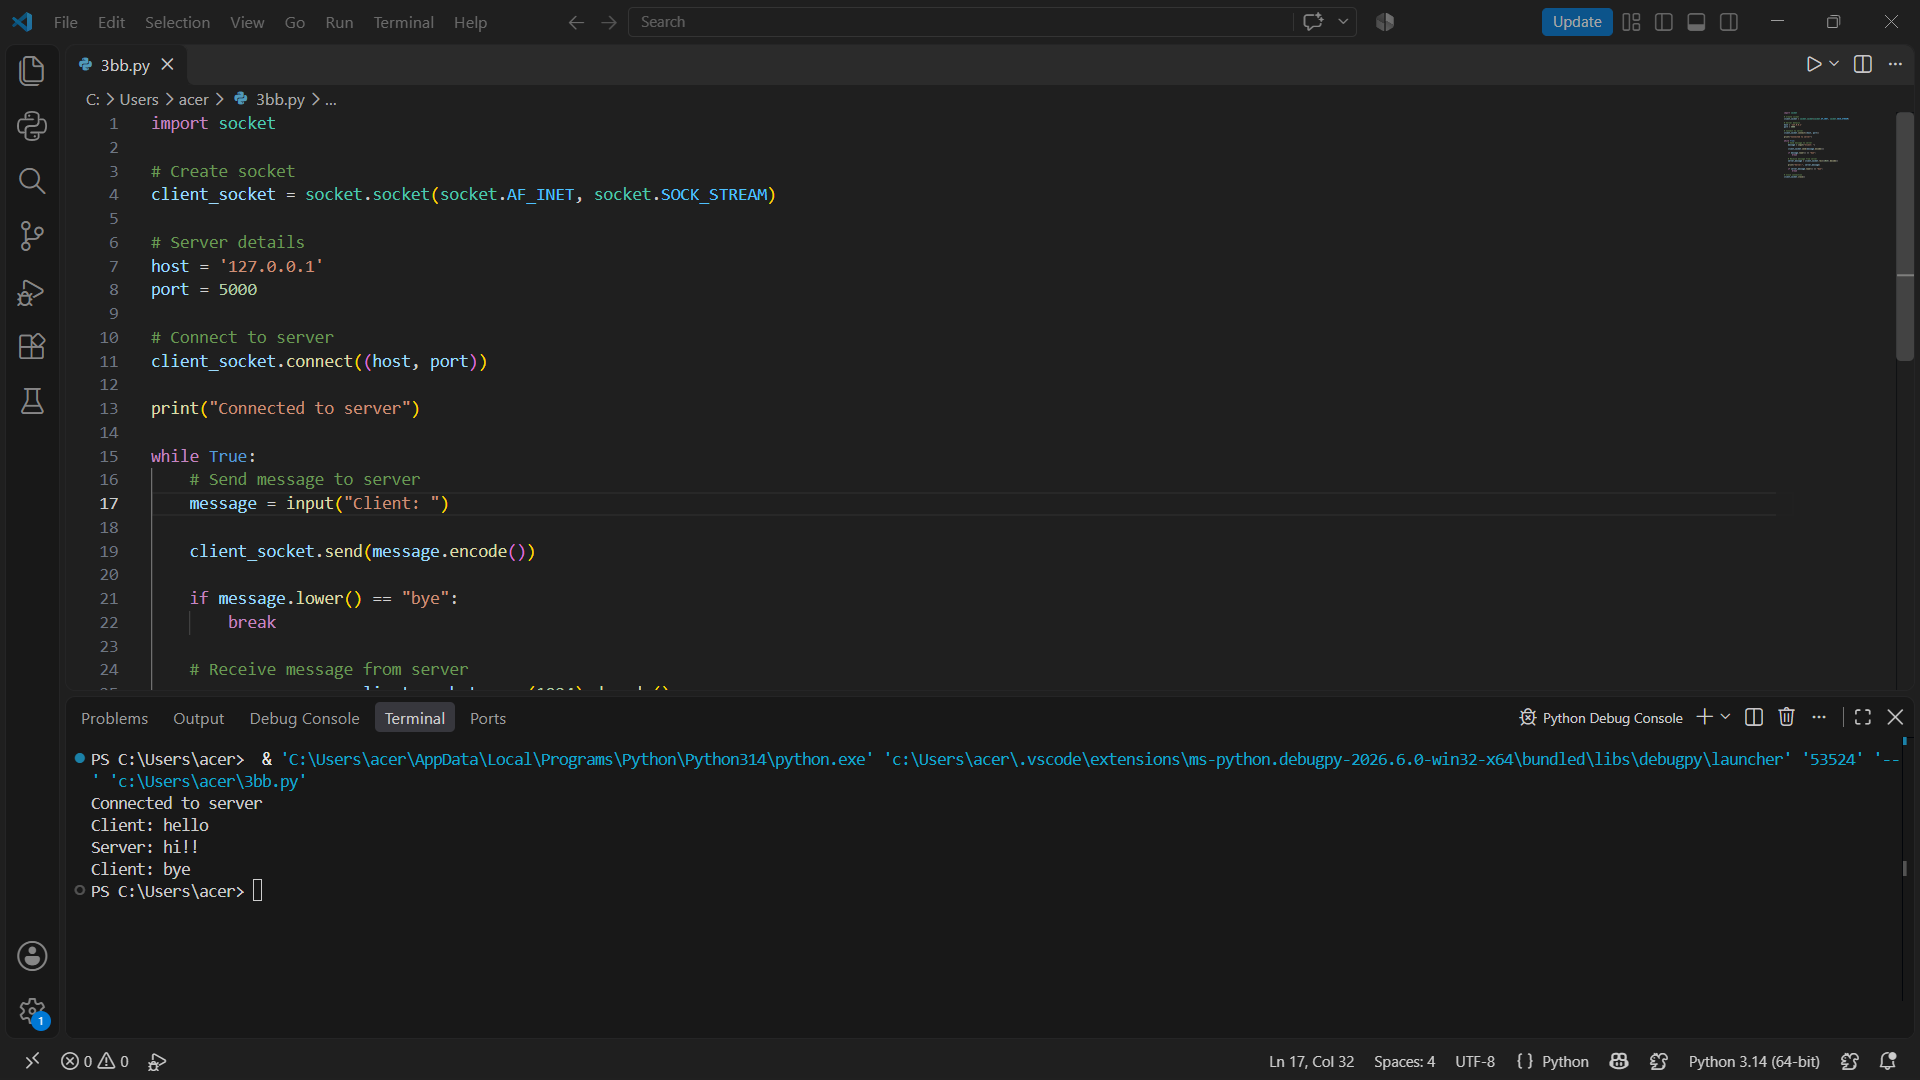 File Edit Selection View Go Run Terminal Help
Search
Update
3bb.py
C: > Users > acer > 3bb.py > ...
1 import socket
2
3 # Create socket
4 client_socket = socket.socket(socket.AF_INET, socket.SOCK_STREAM)
5
6 # Server details
7 host = '127.0.0.1'
8 port = 5000
9
10 # Connect to server
11 client_socket.connect((host, port))
12
13 print("Connected to server")
14
15 while True:
16 # Send message to server
17 message = input("Client: ")
18
19 client_socket.send(message.encode())
20
21 if message.lower() == "bye":
22 break
23
24 # Receive message from server
Problems Output Debug Console Terminal Ports
Python Debug Console
PS C:\Users\acer> & 'C:\Users\acer\AppData\Local\Programs\Python\Python314\python.exe' 'c:\Users\acer\.vscode\extensions\ms-python.debugpy-2026.6.0-win32-x64\bundled\libs\debugpy\launcher' '53524' '--
' 'c:\Users\acer\3bb.py'
Connected to server
Client: hello
Server: hi!!
Client: bye
PS C:\Users\acer>
1
0 0
Ln 17, Col 32 Spaces: 4 UTF-8 {} Python Python 3.14 (64-bit)